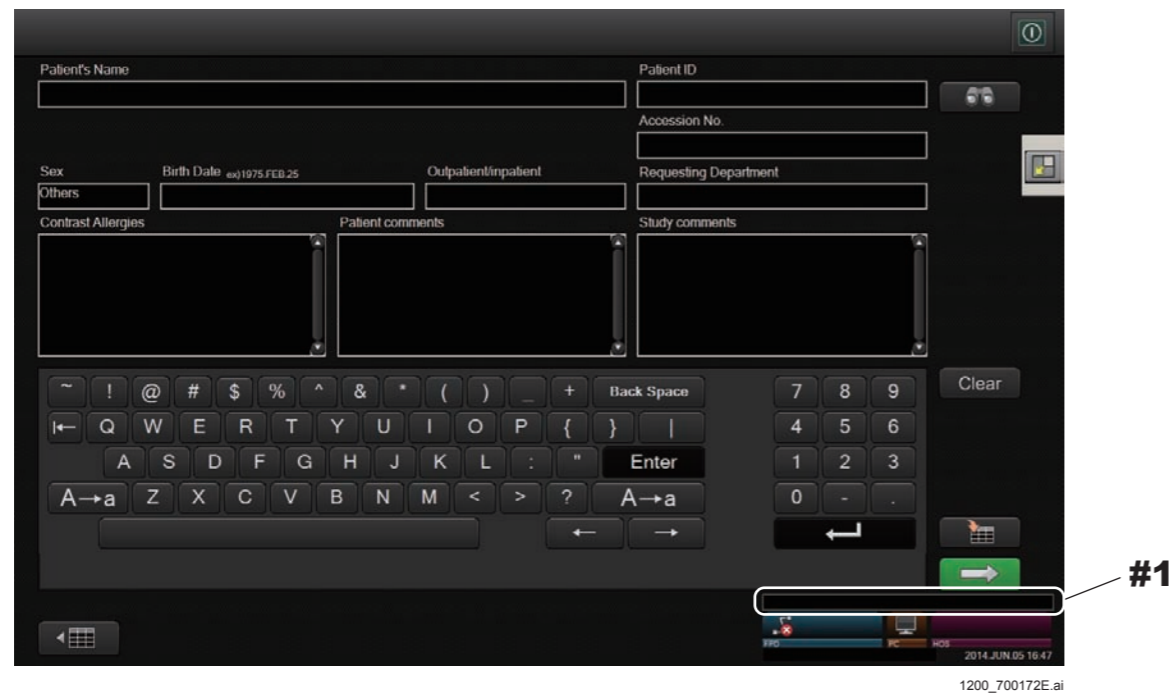 Patient's Name Patient ID
Accession No.
Sex Birth Date ex)1975.FEB.25 Outpatient/inpatient Requesting Department
Others
Contrast Allergies Patient comments Study comments
~ ! @ # $ % ^ & * ( ) _ + Back Space 7 8 9 Clear
Q W E R T Y U I O P { } | 4 5 6
A S D F G H J K L : " Enter 1 2 3
A→a Z X C V B N M < > ? A→a 0 - .
← →
#1
FPD PC HOS
2014.JUN.05 16:47
1200_700172E.ai